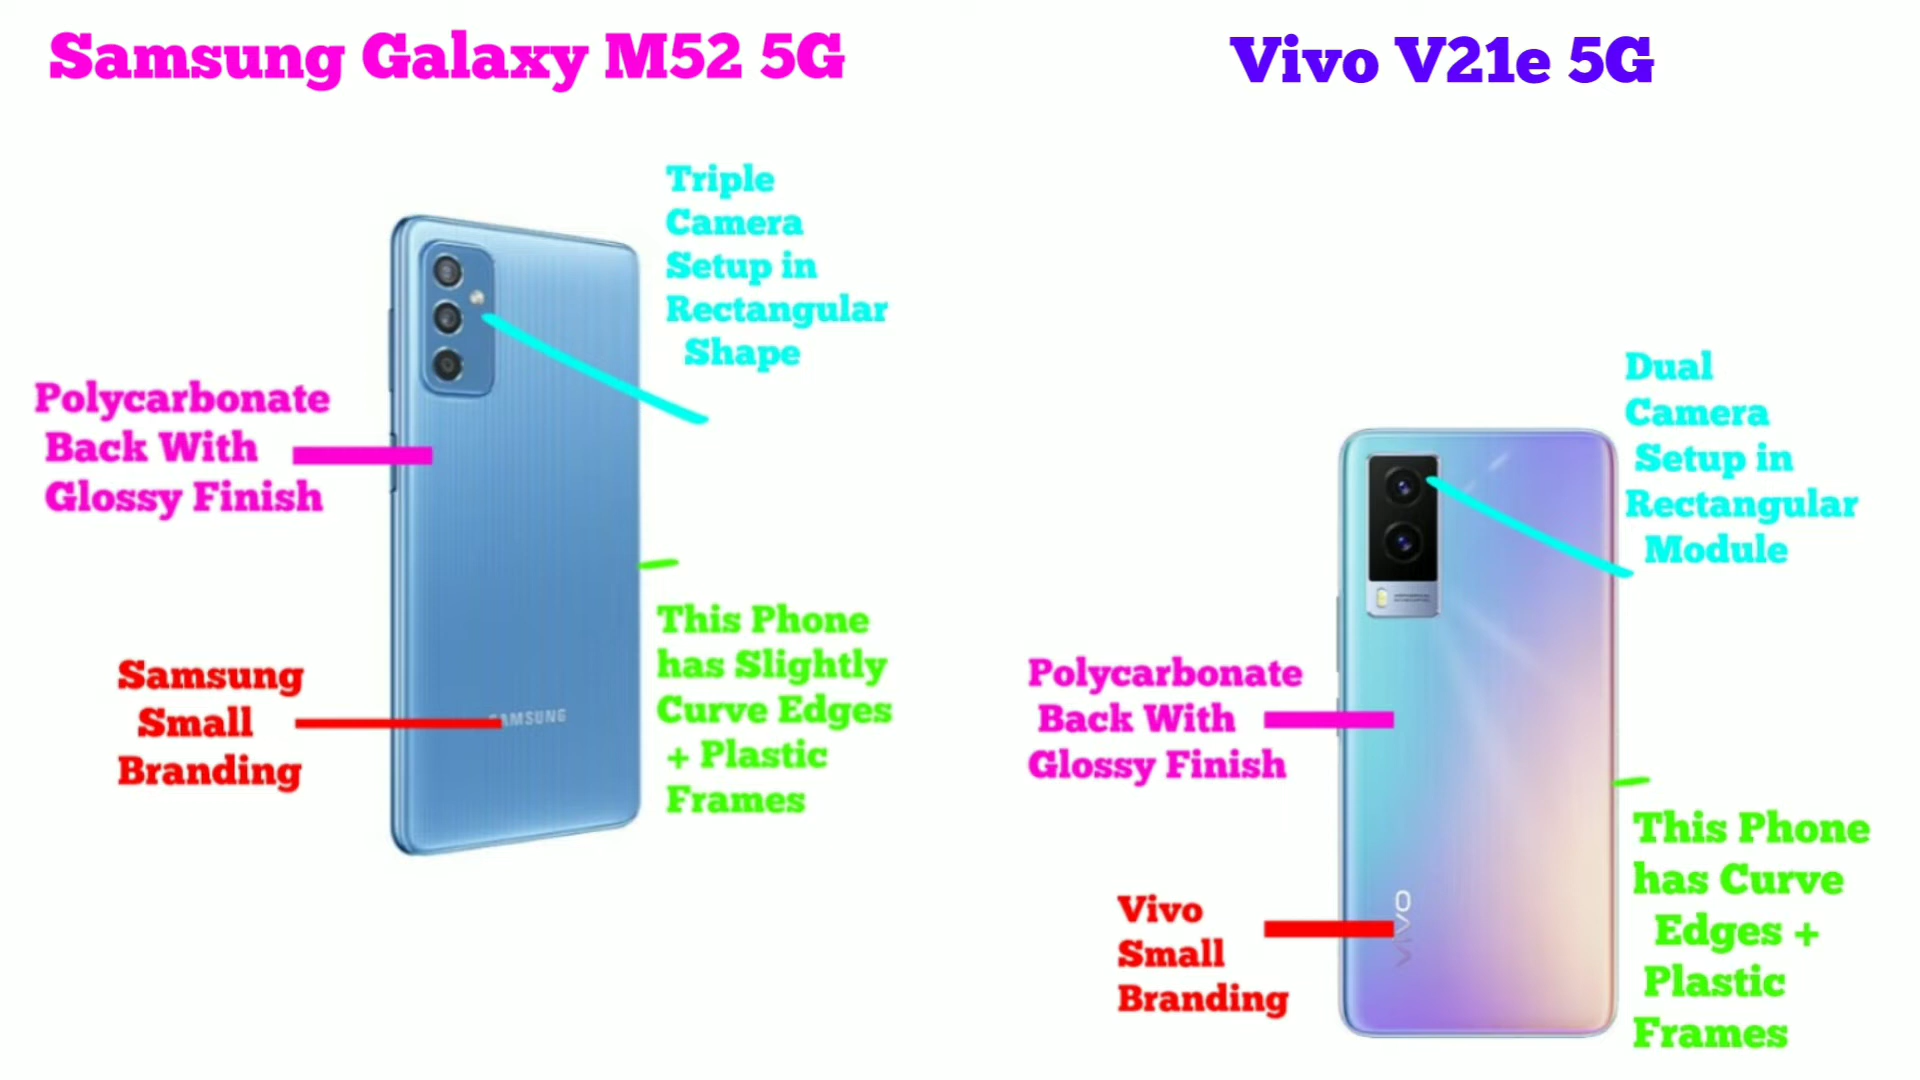 Samsung Galaxy M52 5G
Triple
Camera
Setup in
Rectangular
Shape
Polycarbonate
Back With
Glossy Finish
Samsung
Small
Branding
SAMSUNG
This Phone
has Slightly
Curve Edges
+ Plastic
Frames
Vivo V21e 5G
Dual
Camera
Setup in
Rectangular
Module
Polycarbonate
Back With
Glossy Finish
Vivo
Small
Branding
vivo
This Phone
has Curve
Edges +
Plastic
Frames